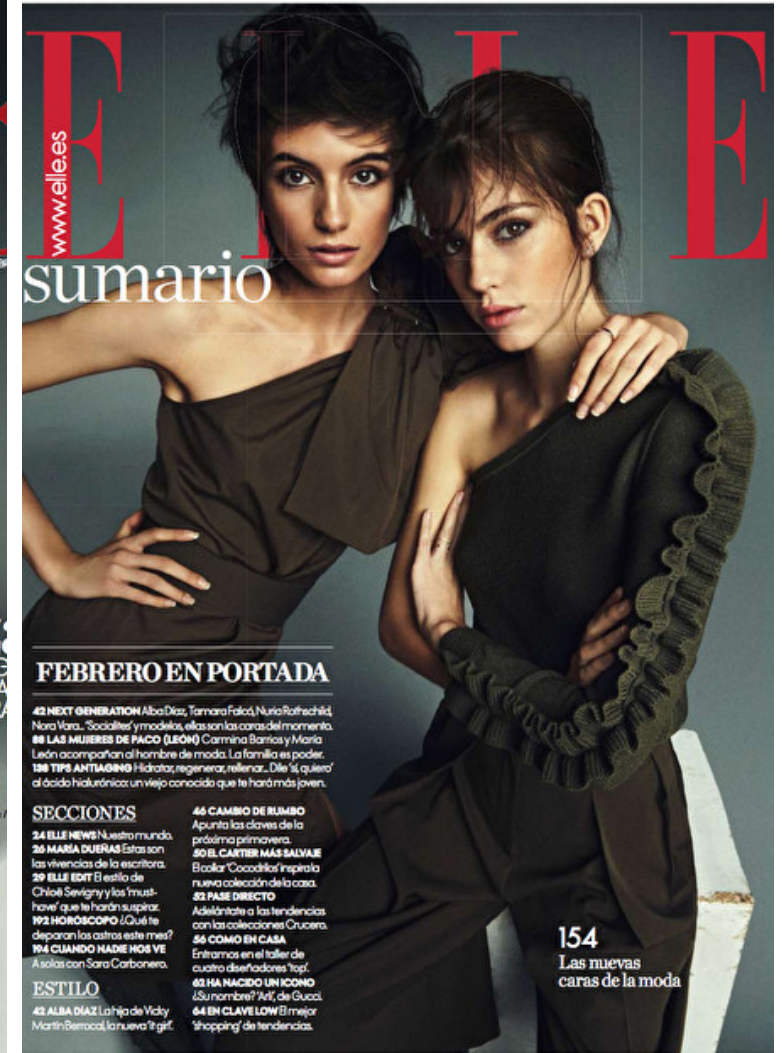 ELLE
www.elle.es
sumario
FEBRERO EN PORTADA
42 NEXT GENERATION Alba Díaz, Tamara Falcó, Nuria Rothschild,
Nora Vara... 'Socialites' y modelos, ellas son las caras del momento.
88 LAS MUJERES DE PACO (LEÓN) Carmina Barrios y María
León acompañan al hombre de moda. La familia es poder.
138 TIPS ANTIAGING Hidratar, regenerar, rellenar... Dile 'sí, quiero'
al ácido hialurónico: un viejo conocido que te hará más joven.
SECCIONES
24 ELLE NEWS Nuestro mundo.
26 MARÍA DUEÑAS Estas son
las vivencias de la escritora.
29 ELLE EDIT El estilo de
Chloë Sevigny y los 'must-
have' que te harán suspirar.
192 HORÓSCOPO ¿Qué te
deparan los astros este mes?
194 CUANDO NADIE NOS VE
A solas con Sara Carbonero.
ESTILO
42 ALBA DÍAZ La hija de Vicky
Martín Berrocal, la nueva 'it girl'.
46 CAMBIO DE RUMBO
Apunta las claves de la
próxima primavera.
50 EL CARTIER MÁS SALVAJE
El collar 'Cocodrilos' inspira la
nueva colección de la casa.
52 PASE DIRECTO
Adelántate a las tendencias
con las colecciones Crucero.
56 COMO EN CASA
Entramos en el taller de
cuatro diseñadores 'top'.
62 HA NACIDO UN ICONO
¿Su nombre? 'Arli', de Gucci.
64 EN CLAVE LOW El mejor
'shopping' de tendencias.
154
Las nuevas
caras de la moda